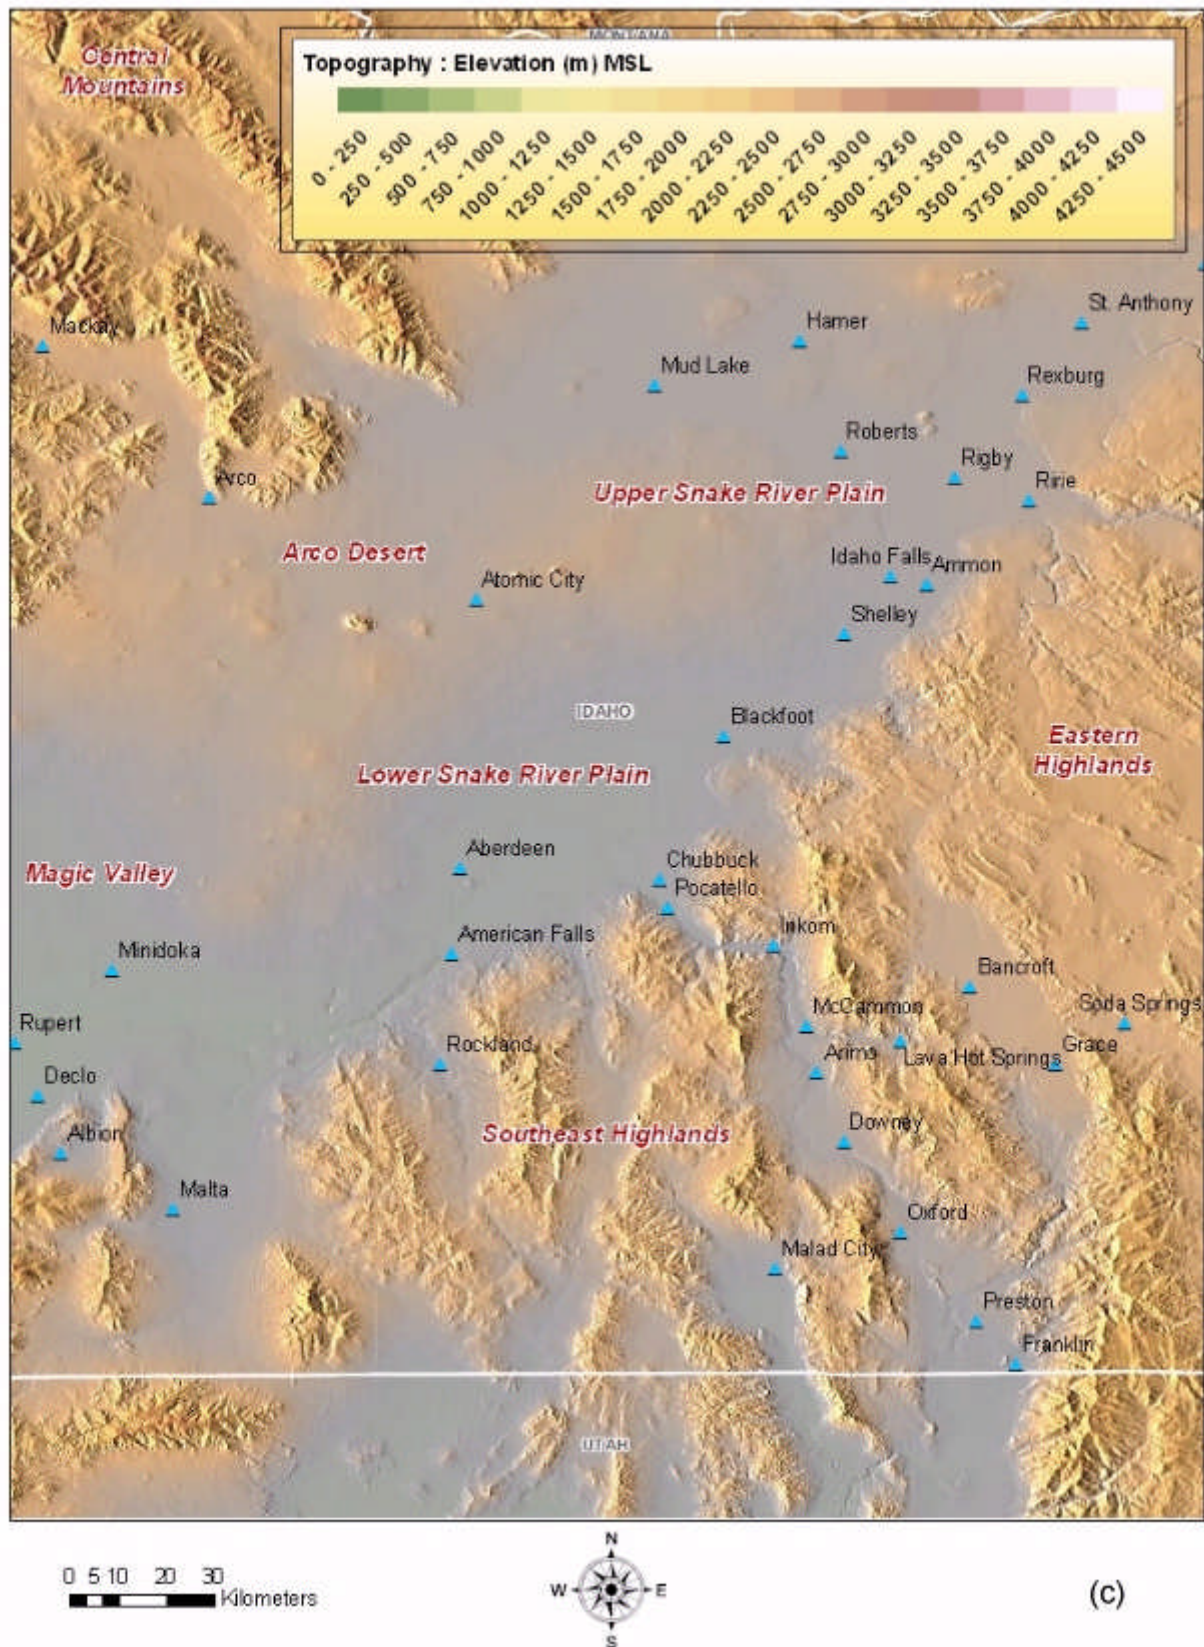 MONTANA
Central
Mountains
Topography : Elevation (m) MSL
0 - 250
250 - 500
500 - 750
750 - 1000
1000 - 1250
1250 - 1500
1500 - 1750
1750 - 2000
2000 - 2250
2250 - 2500
2500 - 2750
2750 - 3000
3000 - 3250
3250 - 3500
3500 - 3750
3750 - 4000
4000 - 4250
4250 - 4500
St. Anthony
Mackay
Hamer
Mud Lake
Rexburg
Roberts
Rigby
Arco
Upper Snake River Plain
Ririe
Arco Desert
Idaho Falls
Ammon
Atomic City
Shelley
IDAHO
Blackfoot
Eastern
Highlands
Lower Snake River Plain
Aberdeen
Chubbuck
Magic Valley
Pocatello
American Falls
Inkom
Minidoka
Bancroft
McCammon
Soda Springs
Rupert
Rockland
Arimo
Lava Hot Springs
Grace
Declo
Albion
Southeast Highlands
Downey
Malta
Oxford
Malad City
Preston
Franklin
UTAH
N
0 5 10 20 30
Kilometers
W
E
(c)
S